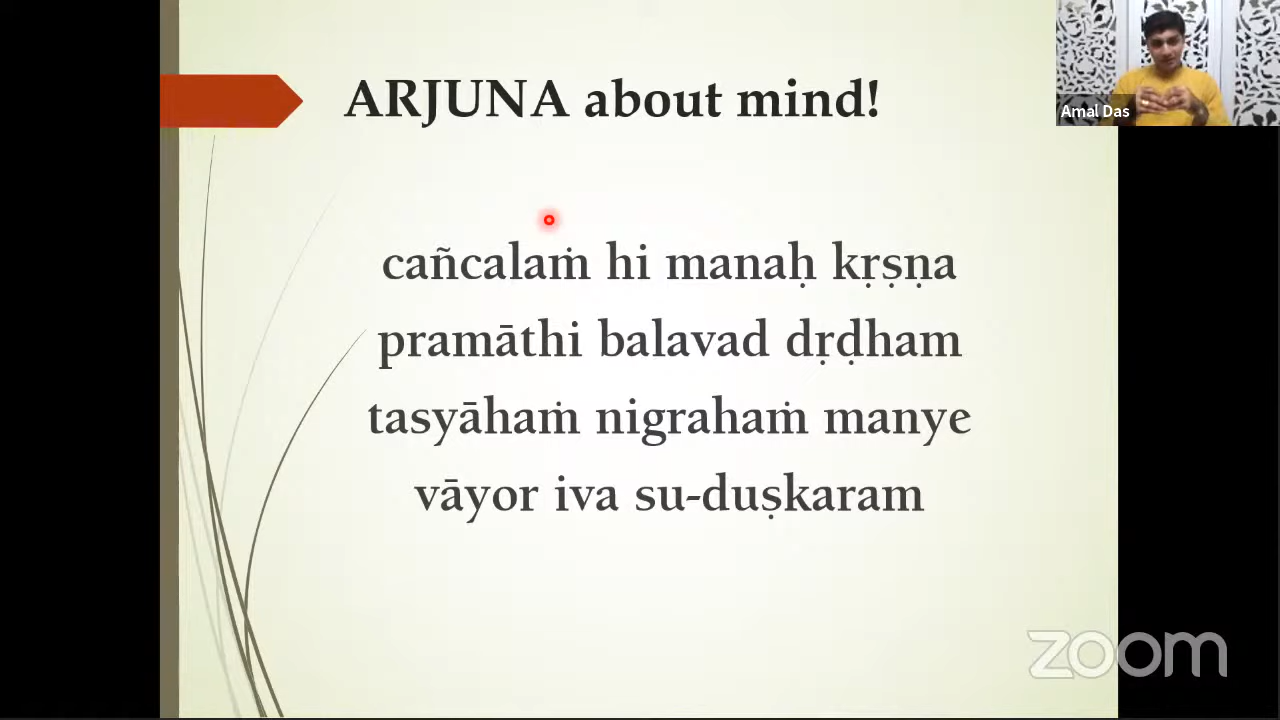 ARJUNA about mind!
Amal Das
cañcalaṁ hi manaḥ kṛṣṇa
pramāthi balavad dṛḍham
tasyāhaṁ nigrahaṁ manye
vāyor iva su-duṣkaram
zoom